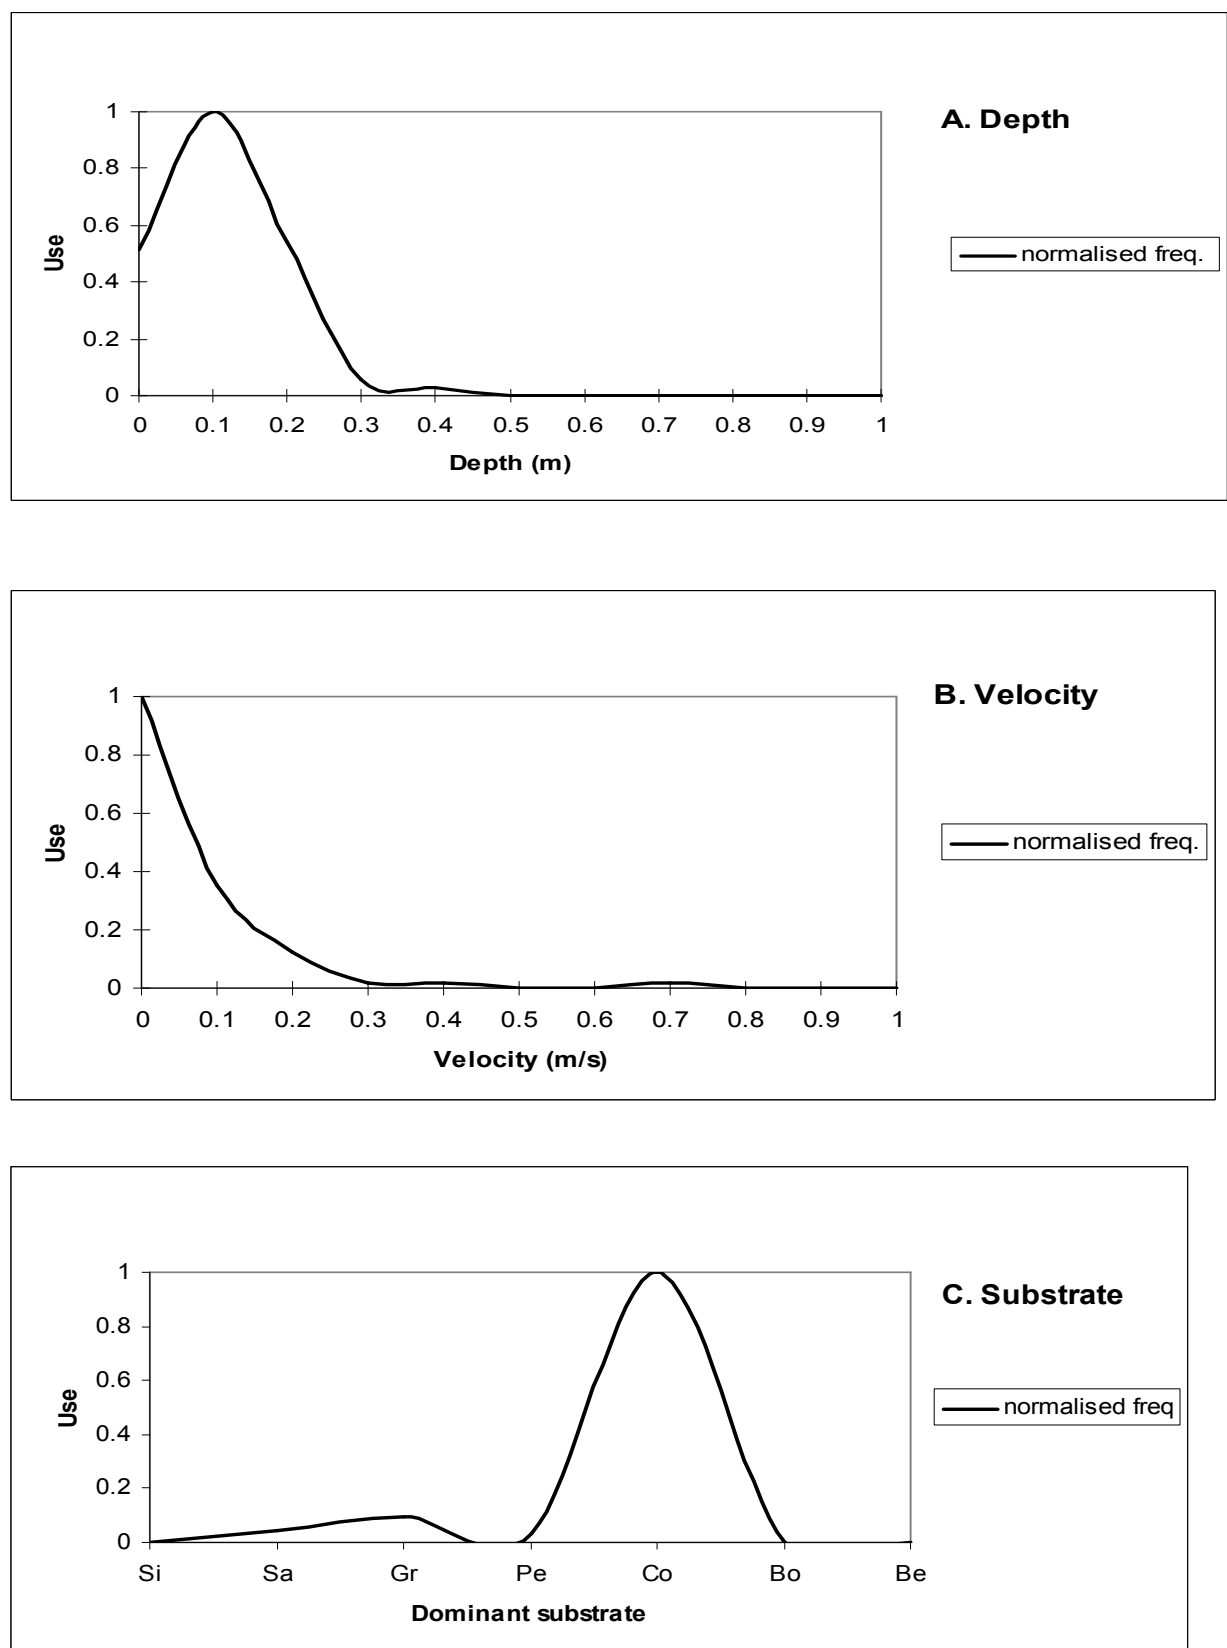 A. Depth
1
0.8
0.6
0.4
0.2
0
Use
normalised freq.
0 0.1 0.2 0.3 0.4 0.5 0.6 0.7 0.8 0.9 1
Depth (m)
B. Velocity
1
0.8
0.6
0.4
0.2
0
Use
normalised freq.
0 0.1 0.2 0.3 0.4 0.5 0.6 0.7 0.8 0.9 1
Velocity (m/s)
C. Substrate
1
0.8
0.6
0.4
0.2
0
Use
normalised freq
Si Sa Gr Pe Co Bo Be
Dominant substrate